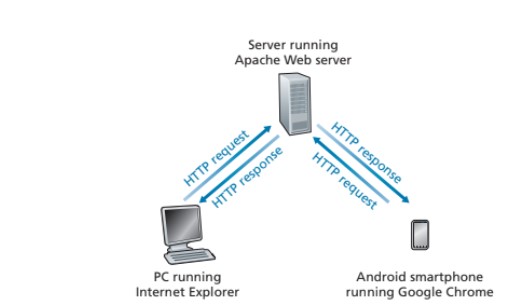 Server running
Apache Web server
HTTP request
HTTP response
HTTP response
HTTP request
PC running
Internet Explorer
Android smartphone
running Google Chrome